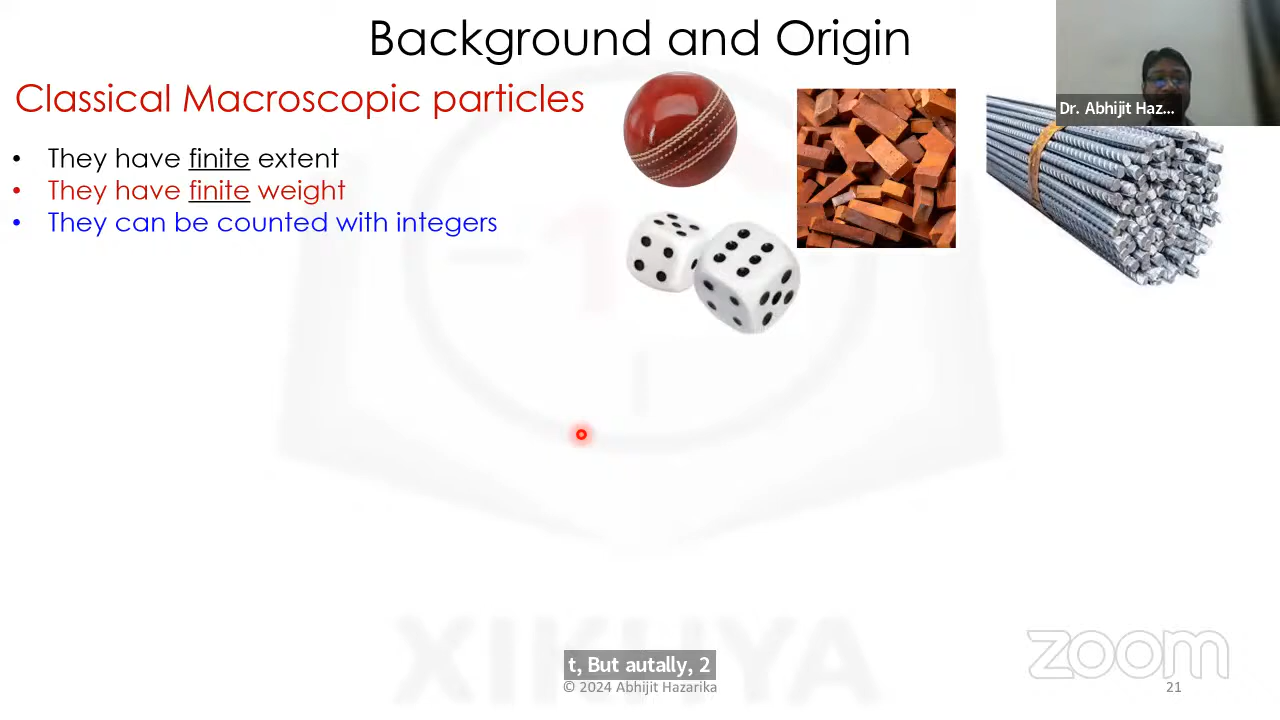 Background and Origin
Classical Macroscopic particles
• They have finite extent
• They have finite weight
• They can be counted with integers
Dr. Abhijit Haz...
1
XIKHYA
zoom
t, But autally, 2
© 2024 Abhijit Hazarika
21